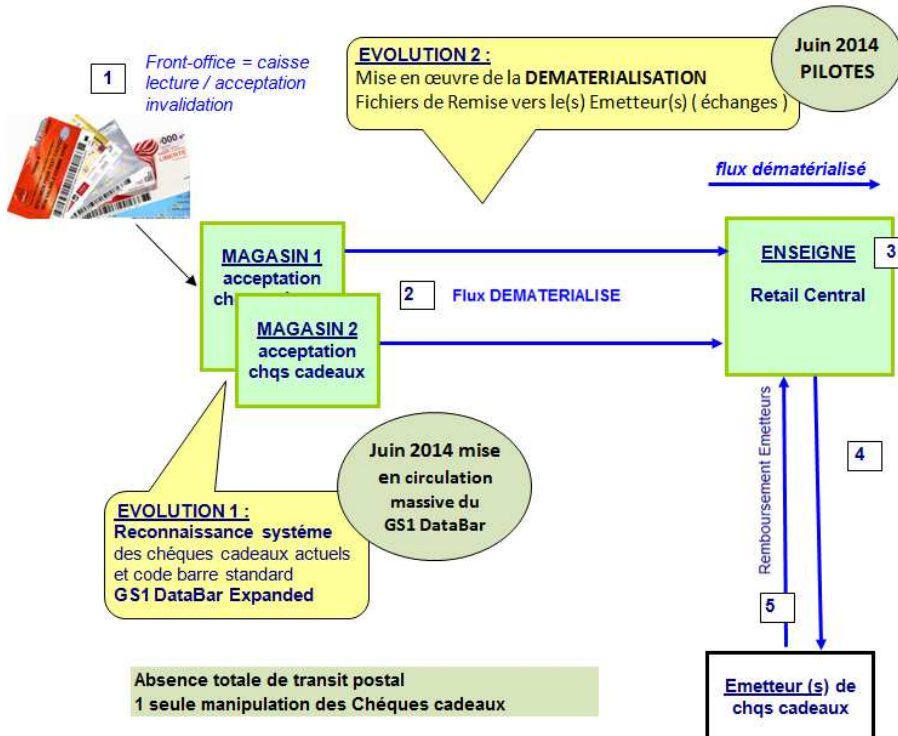 1
Front-office = caisse
lecture / acceptation
invalidation
EVOLUTION 2 :
Mise en œuvre de la DEMATERIALISATION
Fichiers de Remise vers le(s) Emetteur(s) ( échanges )
Juin 2014
PILOTES
flux dématérialisé
MAGASIN 1
acceptation
MAGASIN 2
acceptation
chqs cadeaux
2
Flux DEMATERIALISE
ENSEIGNE
Retail Central
3
Juin 2014 mise
en circulation
massive du
GS1 DataBar
EVOLUTION 1 :
Reconnaissance systéme
des chéques cadeaux actuels
et code barre standard
GS1 DataBar Expanded
Remboursement Emetteurs
4
5
Absence totale de transit postal
1 seule manipulation des Chéques cadeaux
Emetteur (s) de
chqs cadeaux